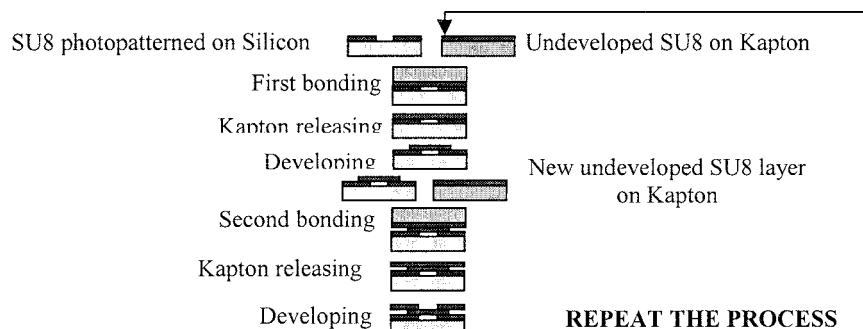 SU8 photopatterned on Silicon
Undeveloped SU8 on Kapton
First bonding
Kapton releasing
Developing
New undeveloped SU8 layer
on Kapton
Second bonding
Kapton releasing
Developing
REPEAT THE PROCESS